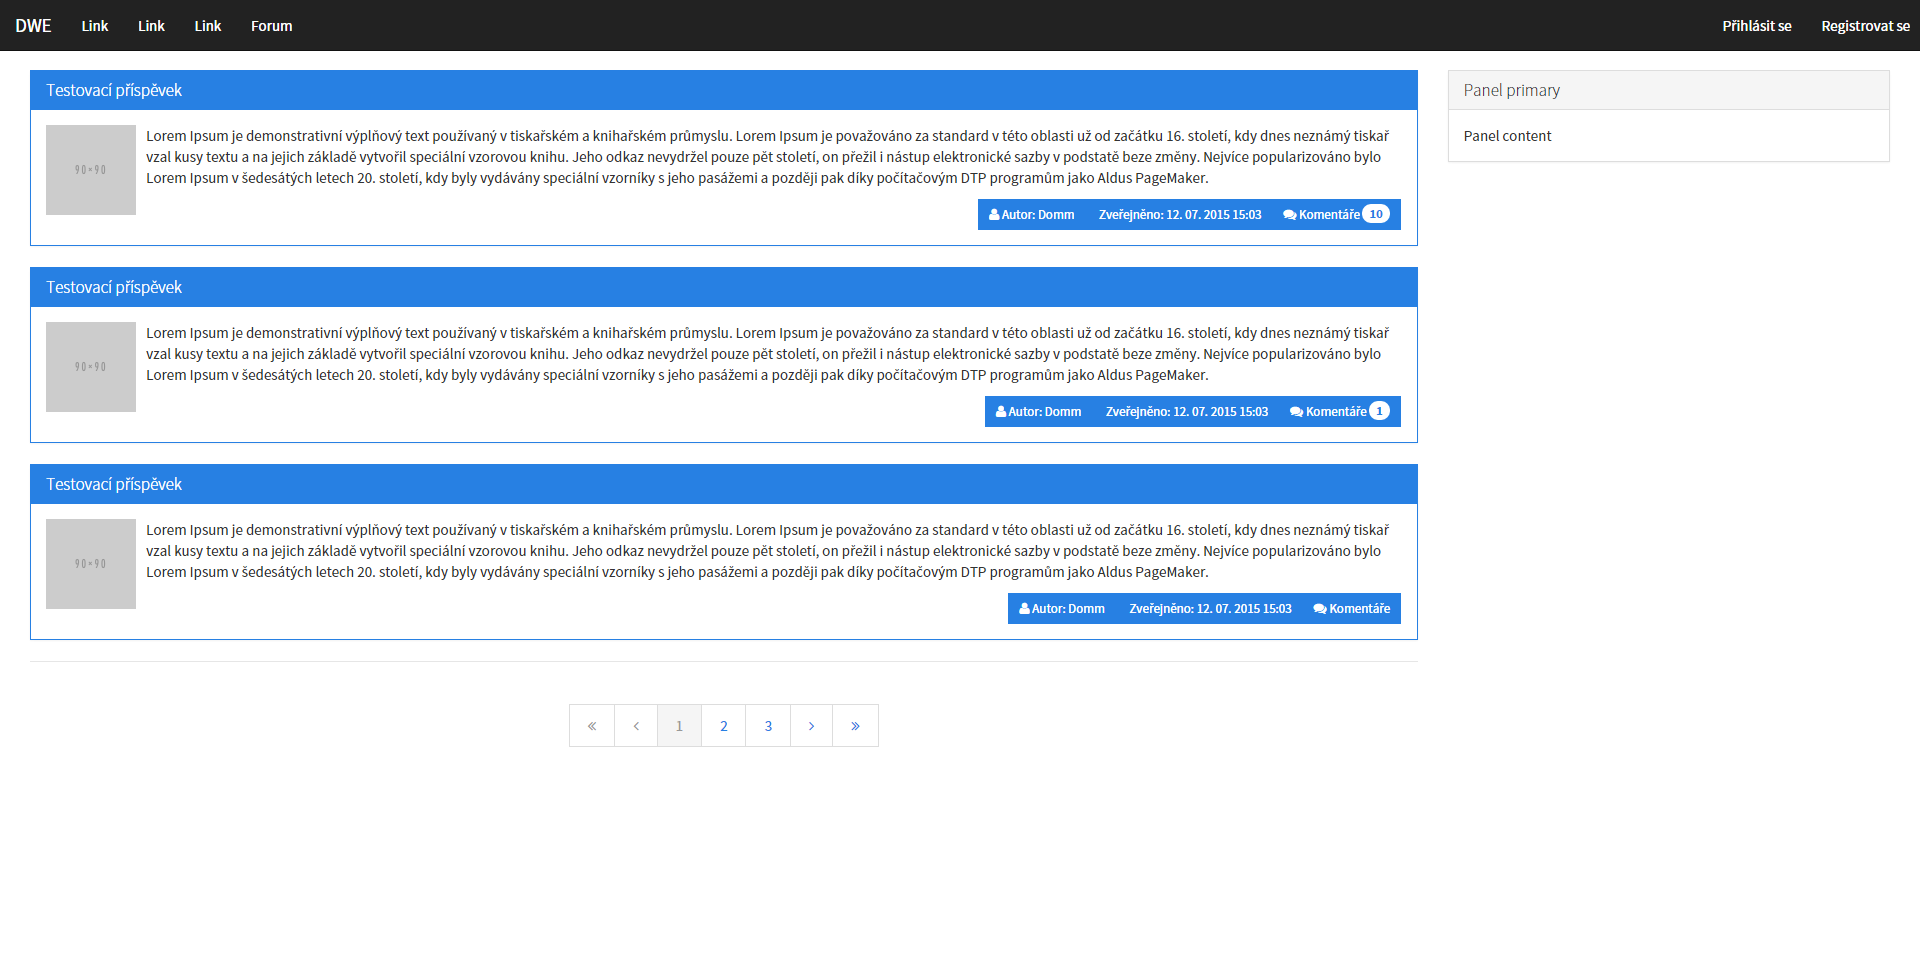 DWE Link Link Link Forum Přihlásit se Registrovat se
Testovací příspěvek
90×90
Lorem Ipsum je demonstrativní výplňový text používaný v tiskařském a knihařském průmyslu. Lorem Ipsum je považováno za standard v této oblasti už od začátku 16. století, kdy dnes neznámý tiskař
vzal kusy textu a na jejich základě vytvořil speciální vzorovou knihu. Jeho odkaz nevydržel pouze pět století, on přežil i nástup elektronické sazby v podstatě beze změny. Nejvíce popularizováno bylo
Lorem Ipsum v šedesátých letech 20. století, kdy byly vydávány speciální vzorníky s jeho pasážemi a později pak díky počítačovým DTP programům jako Aldus PageMaker.
Autor: Domm Zveřejněno: 12. 07. 2015 15:03 Komentáře 10
Testovací příspěvek
90×90
Lorem Ipsum je demonstrativní výplňový text používaný v tiskařském a knihařském průmyslu. Lorem Ipsum je považováno za standard v této oblasti už od začátku 16. století, kdy dnes neznámý tiskař
vzal kusy textu a na jejich základě vytvořil speciální vzorovou knihu. Jeho odkaz nevydržel pouze pět století, on přežil i nástup elektronické sazby v podstatě beze změny. Nejvíce popularizováno bylo
Lorem Ipsum v šedesátých letech 20. století, kdy byly vydávány speciální vzorníky s jeho pasážemi a později pak díky počítačovým DTP programům jako Aldus PageMaker.
Autor: Domm Zveřejněno: 12. 07. 2015 15:03 Komentáře 1
Testovací příspěvek
90×90
Lorem Ipsum je demonstrativní výplňový text používaný v tiskařském a knihařském průmyslu. Lorem Ipsum je považováno za standard v této oblasti už od začátku 16. století, kdy dnes neznámý tiskař
vzal kusy textu a na jejich základě vytvořil speciální vzorovou knihu. Jeho odkaz nevydržel pouze pět století, on přežil i nástup elektronické sazby v podstatě beze změny. Nejvíce popularizováno bylo
Lorem Ipsum v šedesátých letech 20. století, kdy byly vydávány speciální vzorníky s jeho pasážemi a později pak díky počítačovým DTP programům jako Aldus PageMaker.
Autor: Domm Zveřejněno: 12. 07. 2015 15:03 Komentáře
« ‹ 1 2 3 › »
Panel primary
Panel content